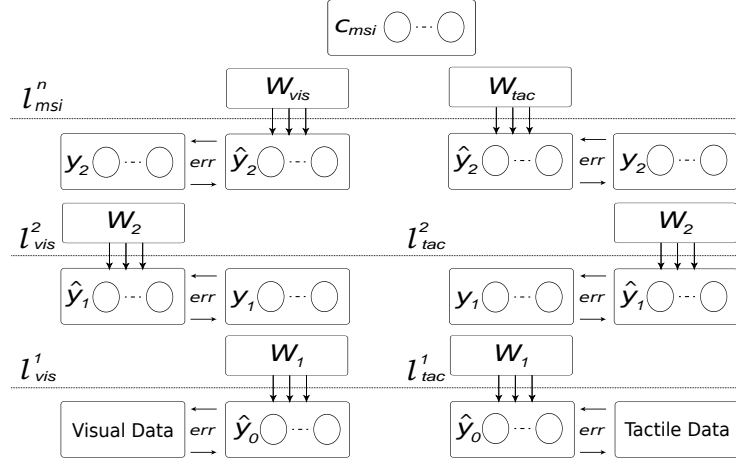 c_msi
W_vis W_tac
l^n_msi
y_2 err ŷ_2 ŷ_2 err y_2
l^2_vis W_2 l^2_tac W_2
ŷ_1 err y_1 y_1 err ŷ_1
l^1_vis W_1 l^1_tac W_1
Visual Data err ŷ_0 ŷ_0 err Tactile Data